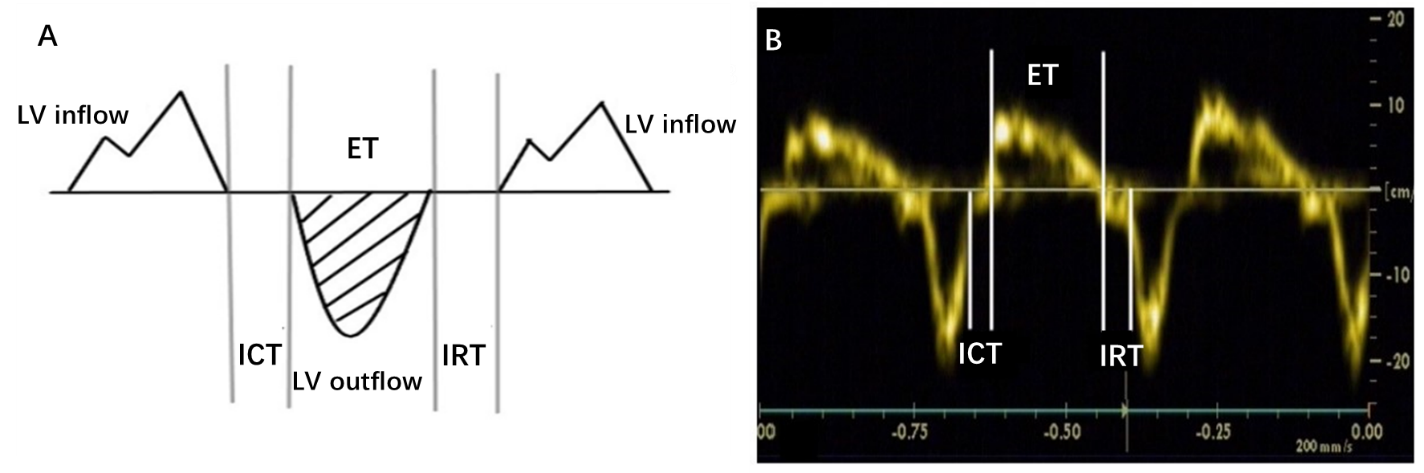 A
LV inflow
ET
LV inflow
ICT
IRT
LV outflow
B
ET
20
10
[cm/
-10
-20
ICT
IRT
00
-0.75
-0.50
-0.25
0.00
200 mm/s